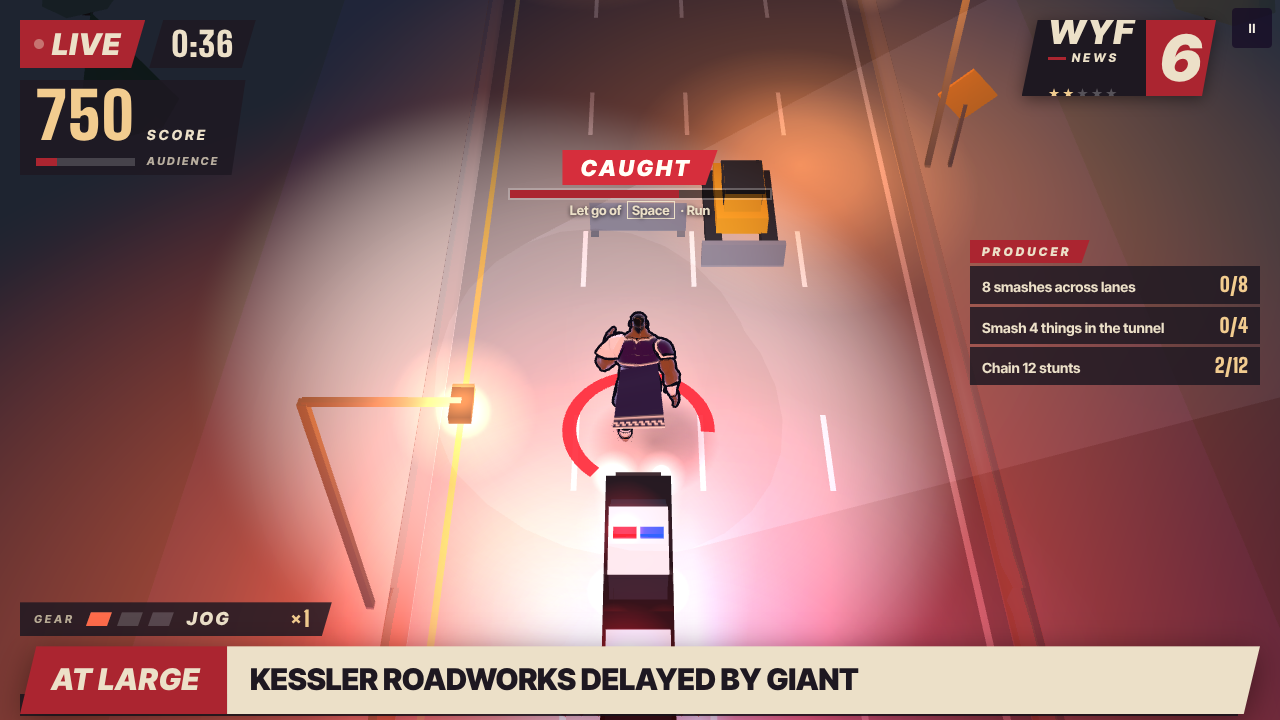 LIVE
0:36
750 SCORE
AUDIENCE
WYF
NEWS
6
CAUGHT
Let go of Space · Run
PRODUCER
8 smashes across lanes 0/8
Smash 4 things in the tunnel 0/4
Chain 12 stunts 2/12
GEAR JOG ×1
AT LARGE KESSLER ROADWORKS DELAYED BY GIANT